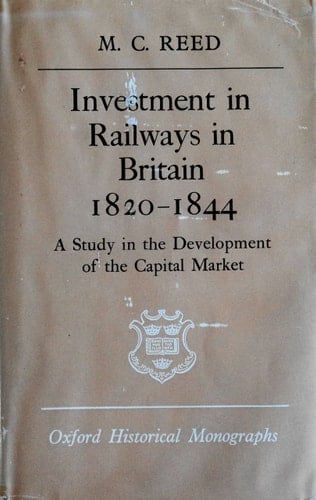 M. C. REED
Investment in
Railways in
Britain
1820–1844
A Study in the Development
of the Capital Market
Oxford Historical Monographs